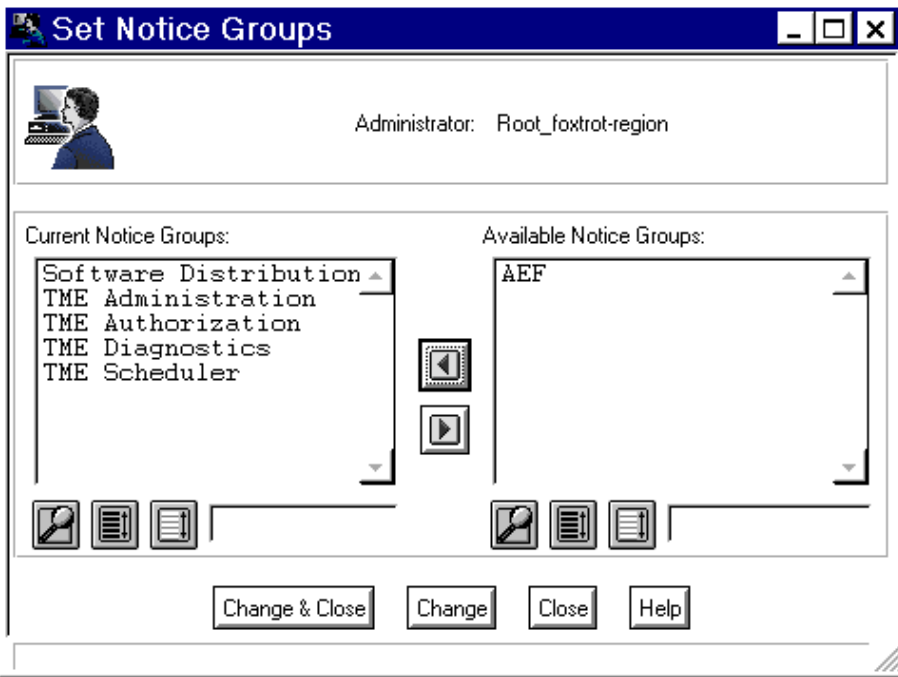 Set Notice Groups
Administrator: Root_foxtrot-region
Current Notice Groups:
Software Distribution
TME Administration
TME Authorization
TME Diagnostics
TME Scheduler
Available Notice Groups:
AEF
Change & Close
Change
Close
Help